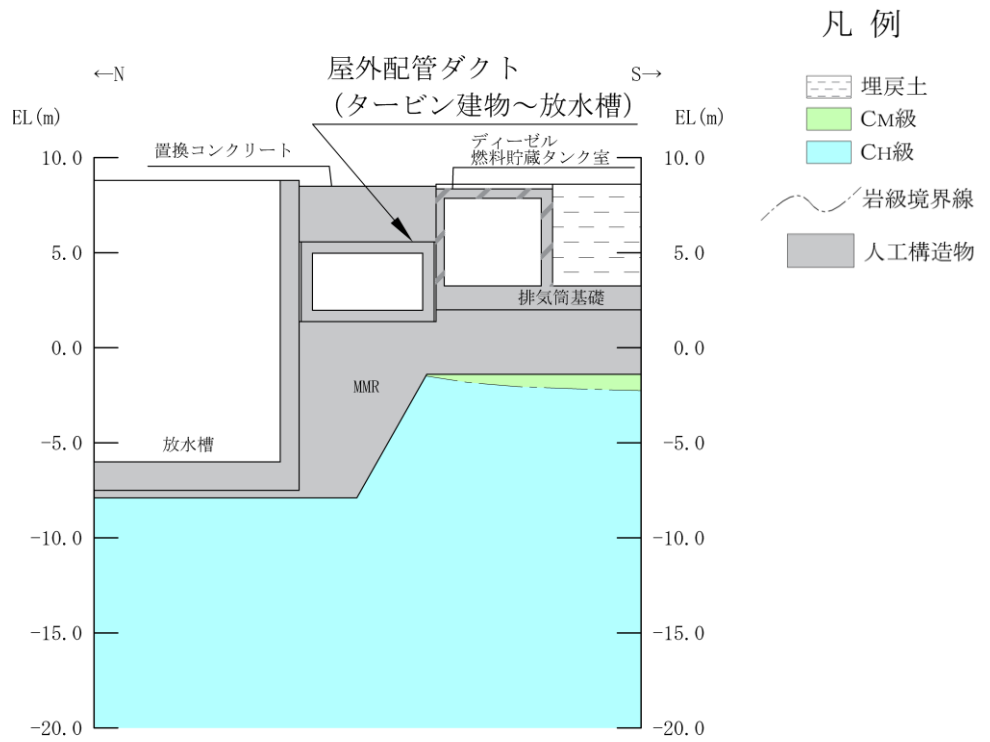 凡 例
←N
屋外配管ダクト
S→
(タービン建物～放水槽)
埋戻土
EL(m)
EL(m)
CM級
置換コンクリート
ディーゼル
燃料貯蔵タンク室
10.0
10.0
CH級
岩級境界線
5.0
5.0
人工構造物
排気筒基礎
0.0
0.0
MMR
放水槽
-5.0
-5.0
-10.0
-10.0
-15.0
-15.0
-20.0
-20.0